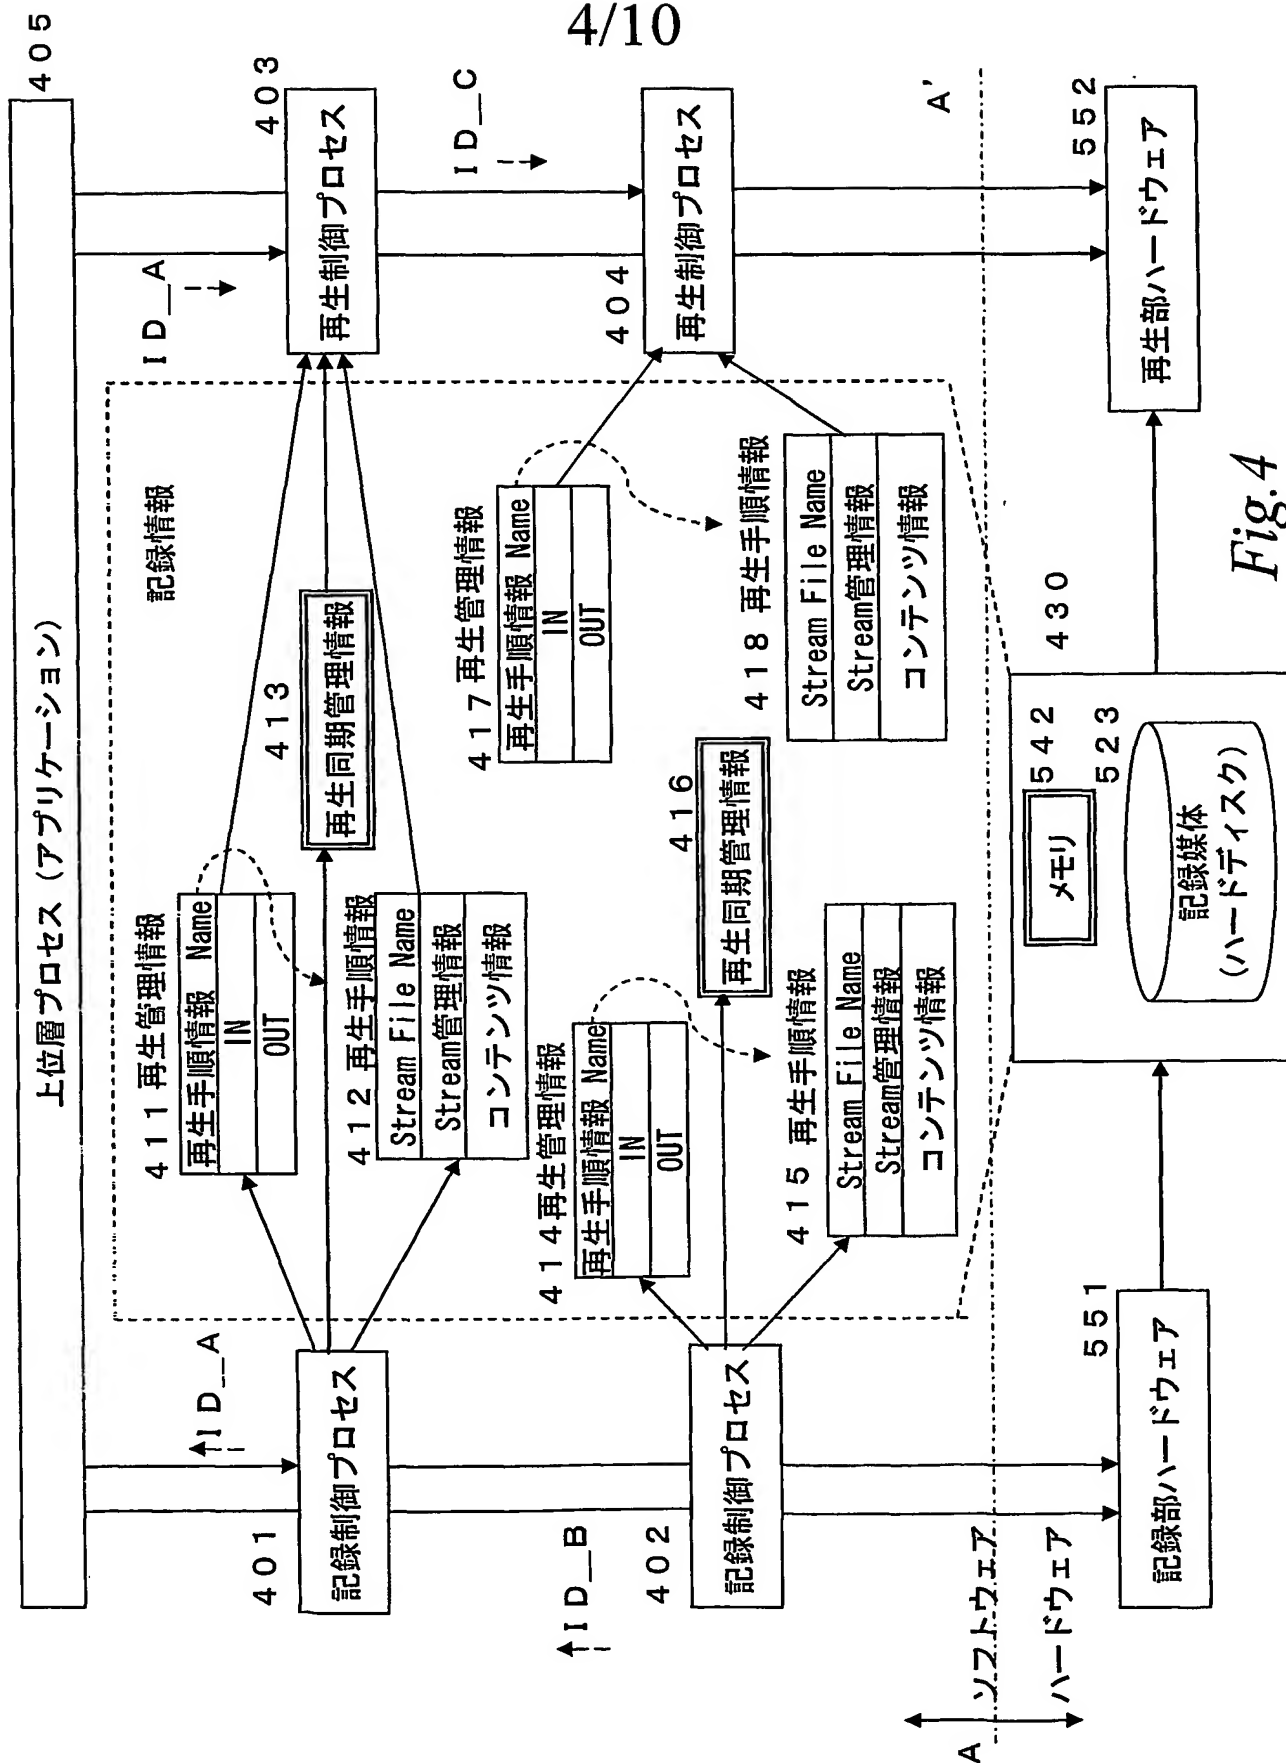 4/10
上位層プロセス（アプリケーション）
405
ID_A
ID_A
401
記録制御プロセス
403
再生制御プロセス
記録情報
411再生管理情報
再生手順情報 Name
IN
OUT
413
再生同期管理情報
412 再生手順情報
Stream File Name
Stream管理情報
コンテンツ情報
ID_B
ID_C
402
記録制御プロセス
404
再生制御プロセス
414再生管理情報
再生手順情報 Name
IN
OUT
416
再生同期管理情報
415 再生手順情報
Stream File Name
Stream管理情報
コンテンツ情報
417再生管理情報
再生手順情報 Name
IN
OUT
418 再生手順情報
Stream File Name
Stream管理情報
コンテンツ情報
A
A'
ソフトウェア
ハードウェア
551
記録部ハードウェア
430
メモリ
542
523
記録媒体
（ハードディスク）
552
再生部ハードウェア
Fig.4